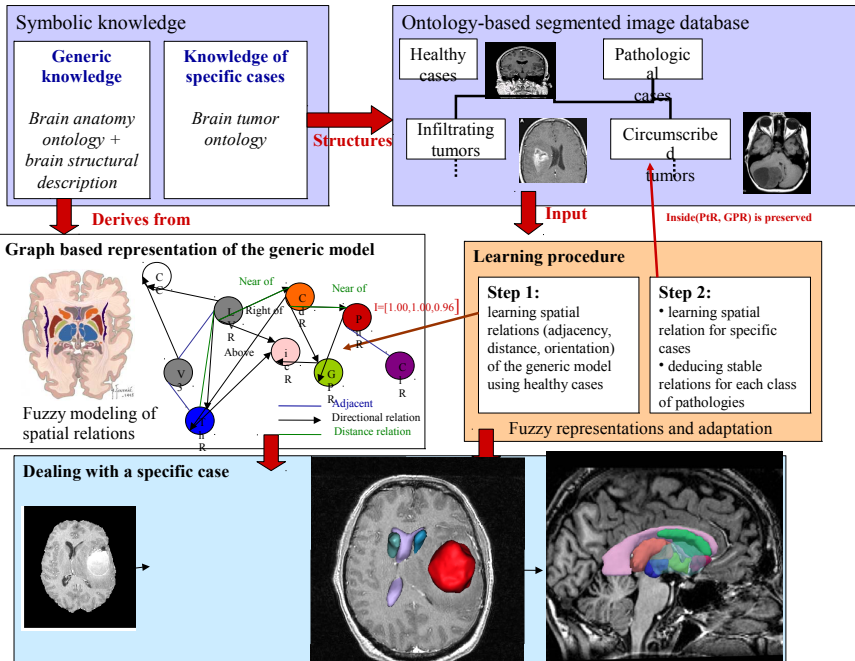 Symbolic knowledge
Generic
knowledge
Brain anatomy
ontology +
brain structural
description
Knowledge of
specific cases
Brain tumor
ontology
Structures
Ontology-based segmented image database
Healthy
cases
Pathologic
al
cases
Infiltrating
tumors
Circumscribe
d
tumors
Derives from
Input
Inside(PtR, GPR) is preserved
Graph based representation of the generic model
C
C
Near of
Near of
L
V
R
Right of
C
d
R
P
u
R
I=[1.00,1.00,0.96]
Above
i
c
R
V
3
G
P
R
C
l
R
T
h
R
Adjacent
Directional relation
Distance relation
Fuzzy modeling of
spatial relations
Learning procedure
Step 1:
learning spatial
relations (adjacency,
distance, orientation)
of the generic model
using healthy cases
Step 2:
• learning spatial
relation for specific
cases
• deducing stable
relations for each class
of pathologies
Fuzzy representations and adaptation
Dealing with a specific case